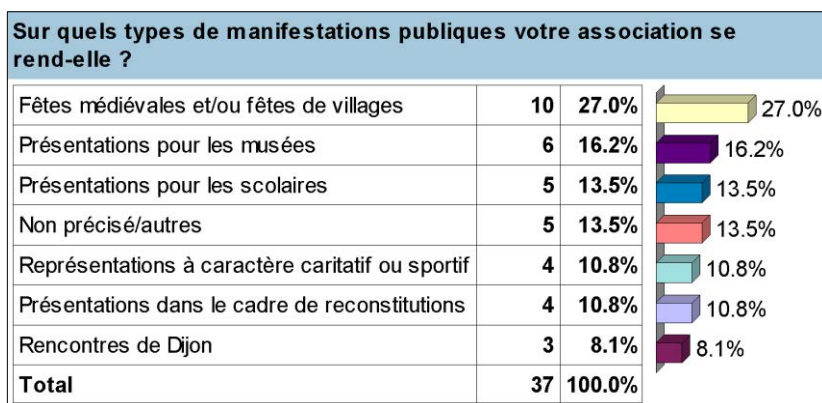 Sur quels types de manifestations publiques votre association se
rend-elle ?
Fêtes médiévales et/ou fêtes de villages 10 27.0% 27.0%
Présentations pour les musées 6 16.2% 16.2%
Présentations pour les scolaires 5 13.5% 13.5%
Non précisé/autres 5 13.5% 13.5%
Représentations à caractère caritatif ou sportif 4 10.8% 10.8%
Présentations dans le cadre de reconstitutions 4 10.8% 10.8%
Rencontres de Dijon 3 8.1% 8.1%
Total 37 100.0%